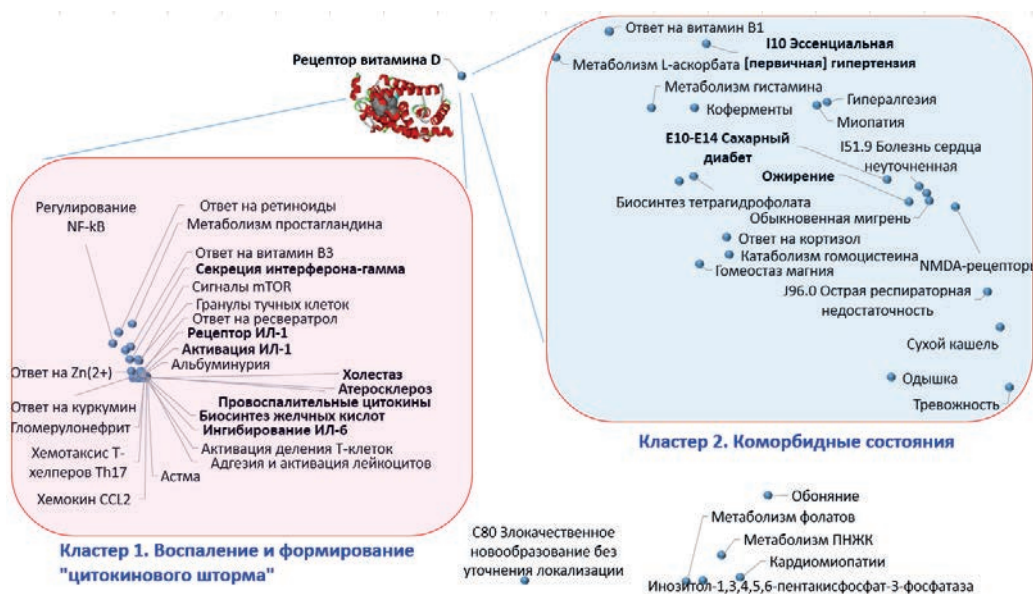 Рецептор витамина D
Ответ на витамин B1
I10 Эссенциальная
[первичная] гипертензия
Метаболизм L-аскорбата
Метаболизм гистамина
Коферменты
Гипералгезия
Миопатия
E10-E14 Сахарный
диабет
I51.9 Болезнь сердца
неуточненная
Ожирение
Биосинтез тетрагидрофолата
Обыкновенная мигрень
Ответ на кортизол
Катаболизм гомоцистеина
Гомеостаз магния
NMDA-рецепторы
J96.0 Острая респираторная
недостаточность
Сухой кашель
Одышка
Тревожность
Кластер 2. Коморбидные состояния
Регулирование
NF-kB
Ответ на ретиноиды
Метаболизм простагландина
Ответ на витамин B3
Секреция интерферона-гамма
Сигналы mTOR
Гранулы тучных клеток
Ответ на ресвератрол
Рецептор ИЛ-1
Активация ИЛ-1
Альбуминурия
Ответ на Zn(2+)
Холестаз
Атеросклероз
Провоспалительные цитокины
Ответ на куркумин
Биосинтез желчных кислот
Гломерулонефрит
Ингибирование ИЛ-6
Активация деления Т-клеток
Адгезия и активация лейкоцитов
Хемотаксис Т-
хелперов Th17
Астма
Хемокин CCL2
Кластер 1. Воспаление и формирование
"цитокинового шторма"
C80 Злокачественное
новообразование без
уточнения локализации
Обоняние
Метаболизм фолатов
Метаболизм ПНЖК
Кардиомиопатии
Инозитол-1,3,4,5,6-пентакисфосфат-3-фосфатаза